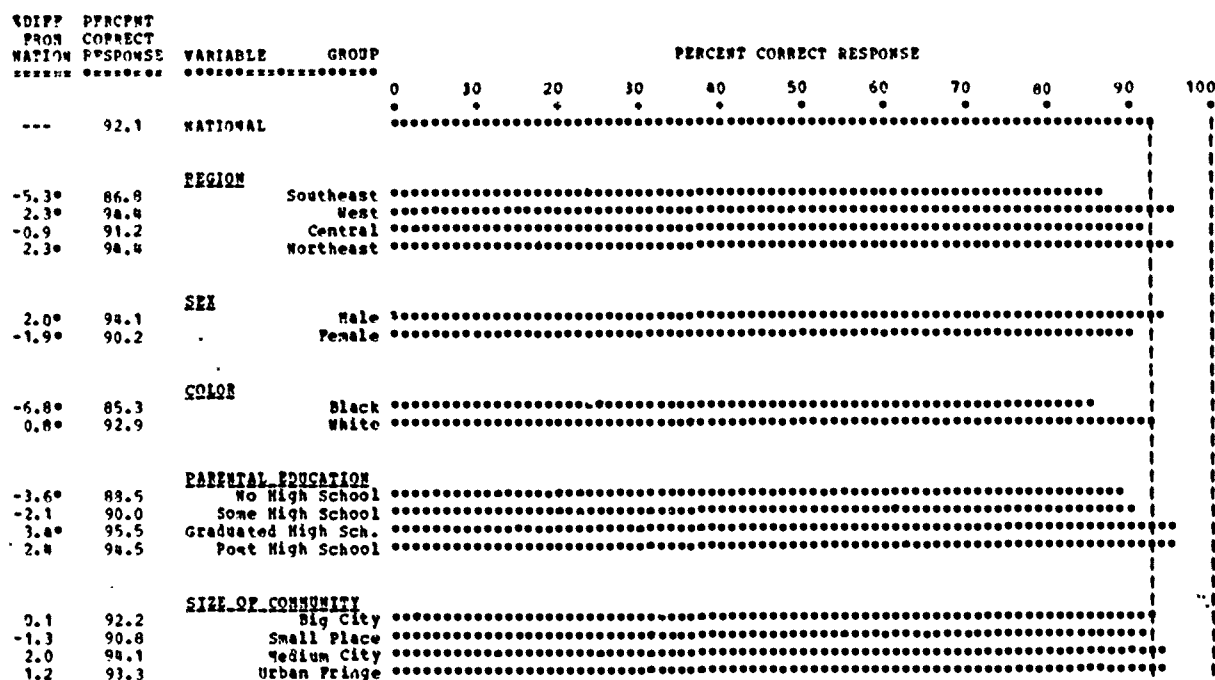 %DIFF PERCENT
FROM CORRECT
NATION RESPONSE VARIABLE GROUP PERCENT CORRECT RESPONSE
0 10 20 30 40 50 60 70 80 90 100
--- 92.1 NATIONAL
REGION
-5.3* 86.8 Southeast
2.3* 94.4 West
-0.9 91.2 Central
2.3* 94.4 Northeast
SEX
2.0* 94.1 Male
-1.9* 90.2 Female
COLOR
-6.8* 85.3 Black
0.8* 92.9 White
PARENTAL EDUCATION
-3.6* 88.5 No High School
-2.1 90.0 Some High School
3.4* 95.5 Graduated High Sch.
2.4 94.5 Post High School
SIZE OF COMMUNITY
0.1 92.2 Big City
-1.3 90.8 Small Place
2.0 94.1 Medium City
1.2 93.3 Urban Fringe